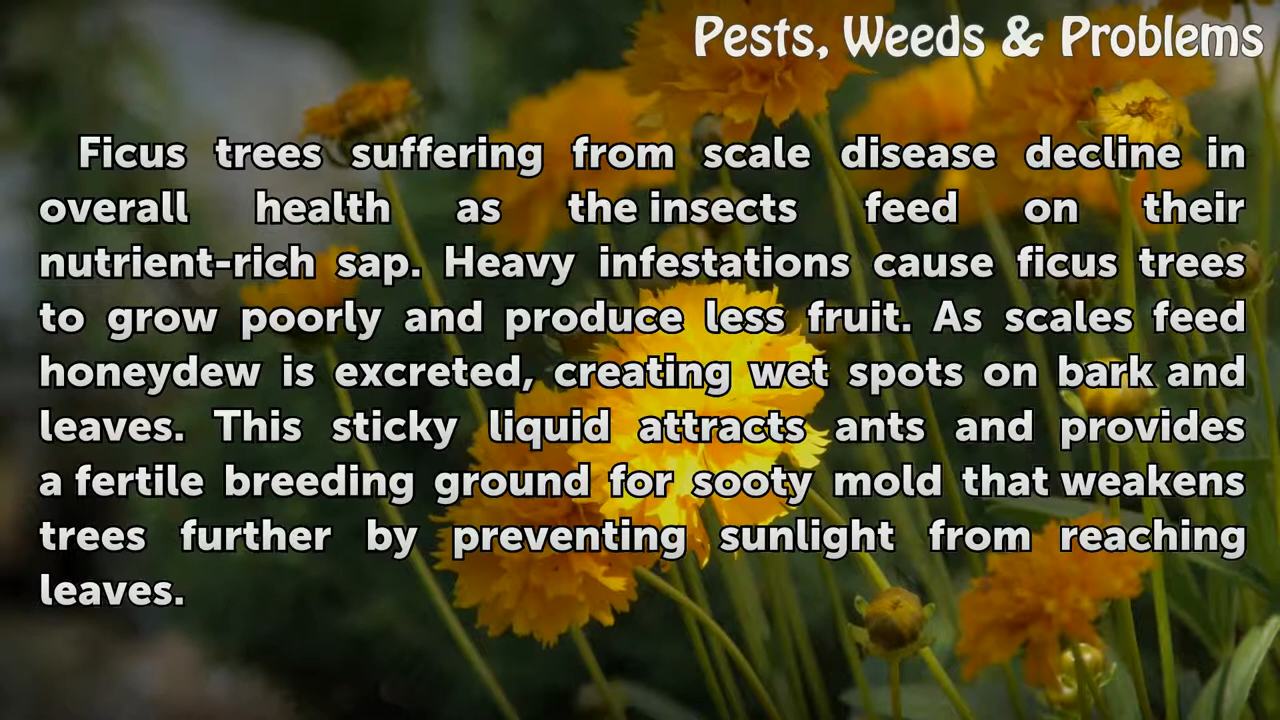 Pests, Weeds & Problems
Ficus trees suffering from scale disease decline in
overall health as the insects feed on their
nutrient-rich sap. Heavy infestations cause ficus trees
to grow poorly and produce less fruit. As scales feed
honeydew is excreted, creating wet spots on bark and
leaves. This sticky liquid attracts ants and provides
a fertile breeding ground for sooty mold that weakens
trees further by preventing sunlight from reaching
leaves.